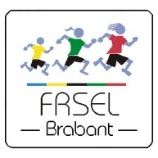 FRSEL
— Brabant —